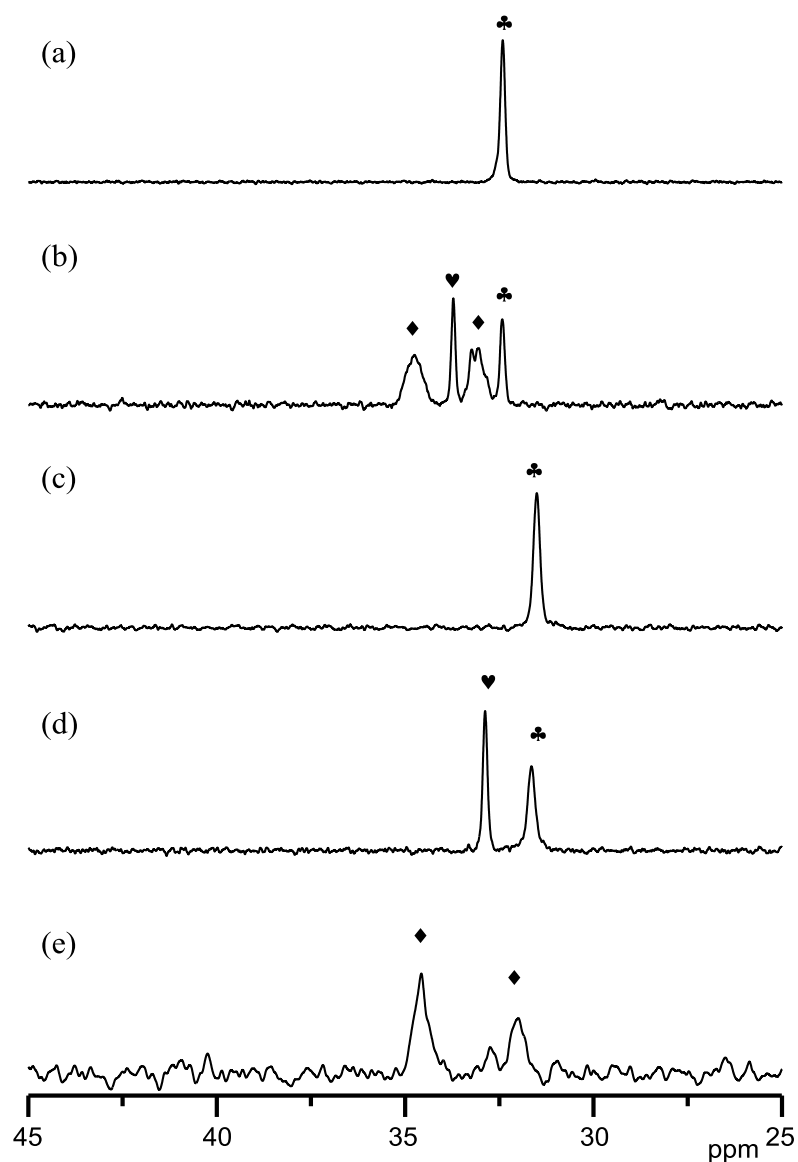 (a)
♣
(b)
♦ ♥ ♦ ♣
(c)
♣
(d)
♥ ♣
(e)
♦ ♦
45 40 35 30 25
ppm